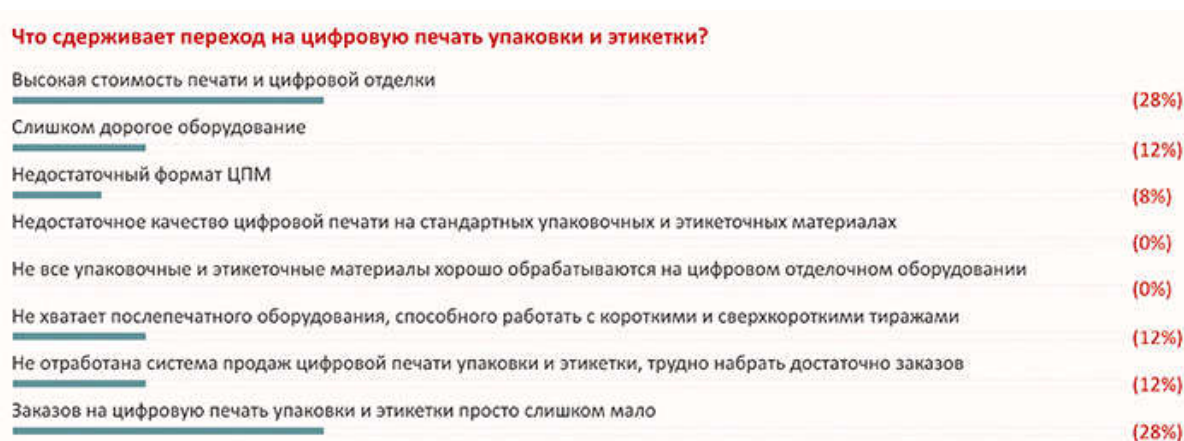 Что сдерживает переход на цифровую печать упаковки и этикетки?
Высокая стоимость печати и цифровой отделки
(28%)
Слишком дорогое оборудование
(12%)
Недостаточный формат ЦПМ
(8%)
Недостаточное качество цифровой печати на стандартных упаковочных и этикеточных материалах
(0%)
Не все упаковочные и этикеточные материалы хорошо обрабатываются на цифровом отделочном оборудовании
(0%)
Не хватает послепечатного оборудования, способного работать с короткими и сверхкороткими тиражами
(12%)
Не отработана система продаж цифровой печати упаковки и этикетки, трудно набрать достаточно заказов
(12%)
Заказов на цифровую печать упаковки и этикетки просто слишком мало
(28%)